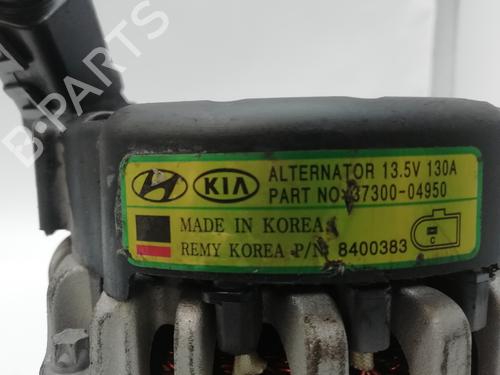 B-PARTS
KIA
ALTERNATOR 13.5V 130A
PART NO. 37300-04950
MADE IN KOREA
REMY KOREA P/N 8400383
C